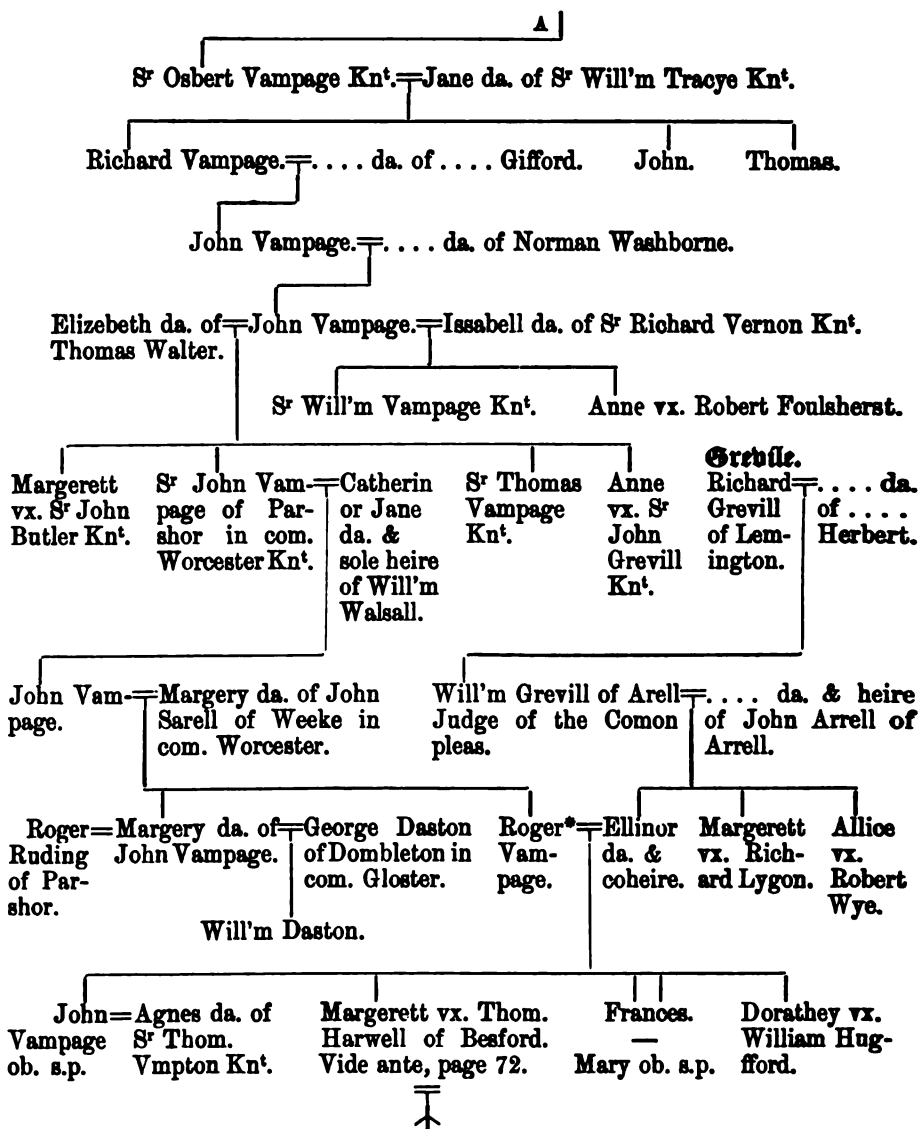 A
Sʳ Osbert Vampage Knᵗ.=Jane da. of Sʳ Will'm Tracye Knᵗ.
Richard Vampage.=. . . . da. of . . . . Gifford. John. Thomas.
John Vampage.=. . . . da. of Norman Washborne.
Elizebeth da. of=John Vampage.=Issabell da. of Sʳ Richard Vernon Knᵗ.
Thomas Walter.
Sʳ Will'm Vampage Knᵗ. Anne vx. Robert Foulsherst.
Grevile.
Margerett
vx. Sʳ John
Butler Knᵗ.
Sʳ John Vam-
page of Par-
shor in com.
Worcester Knᵗ.
=Catherin
or Jane
da. &
sole heire
of Will'm
Walsall.
Sʳ Thomas
Vampage
Knᵗ.
Anne
vx. Sʳ
John
Grevill
Knᵗ.
Richard
Grevill
of Lem-
ington.
=. . . . da.
of . . . .
Herbert.
John Vam-
page.
=Margery da. of John
Sarell of Weeke in
com. Worcester.
Will'm Grevill of Arell
Judge of the Comon
pleas.
=. . . . da. & heire
of John Arrell of
Arrell.
Roger
Ruding
of Par-
shor.
=Margery da. of
John Vampage.
=George Daston
of Dombleton in
com. Gloster.
Roger*
Vam-
page.
=Ellinor
da. &
coheire.
Margerett
vx. Rich-
ard Lygon.
Allice
vx.
Robert
Wye.
Will'm Daston.
John
Vampage
ob. s.p.
=Agnes da. of
Sʳ Thom.
Vmpton Knᵗ.
Margerett vx. Thom.
Harwell of Besford.
Vide ante, page 72.
Frances.
—
Mary ob. s.p.
Dorathey vx.
William Hug-
fford.